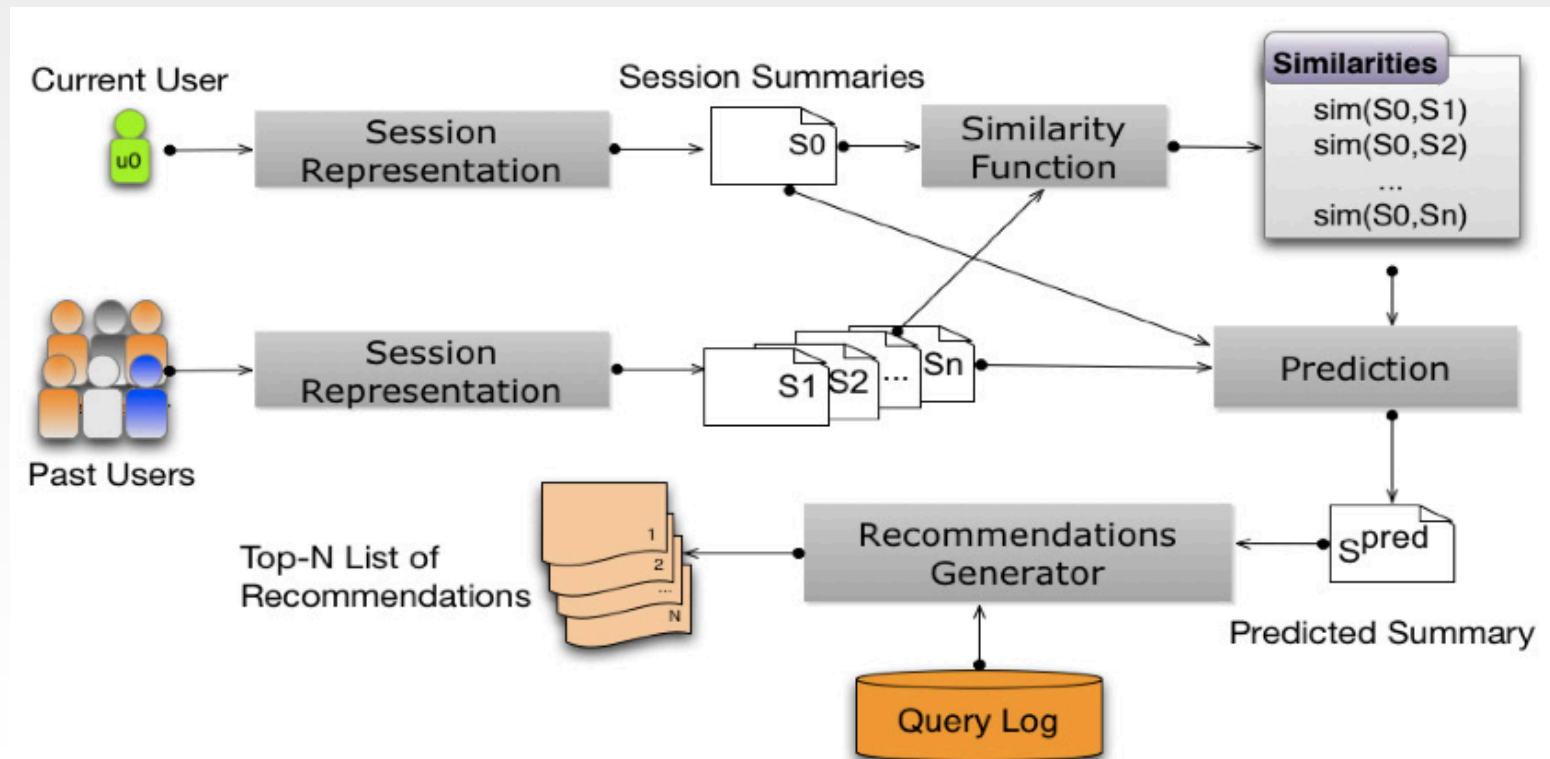 Current User
u0
Session
Representation
Session Summaries
S0
Similarity
Function
Similarities
sim(S0,S1)
sim(S0,S2)
...
sim(S0,Sn)
Past Users
Session
Representation
S1
S2
...
Sn
Prediction
Spred
Predicted Summary
Recommendations
Generator
Query Log
Top-N List of
Recommendations
1
2
...
N